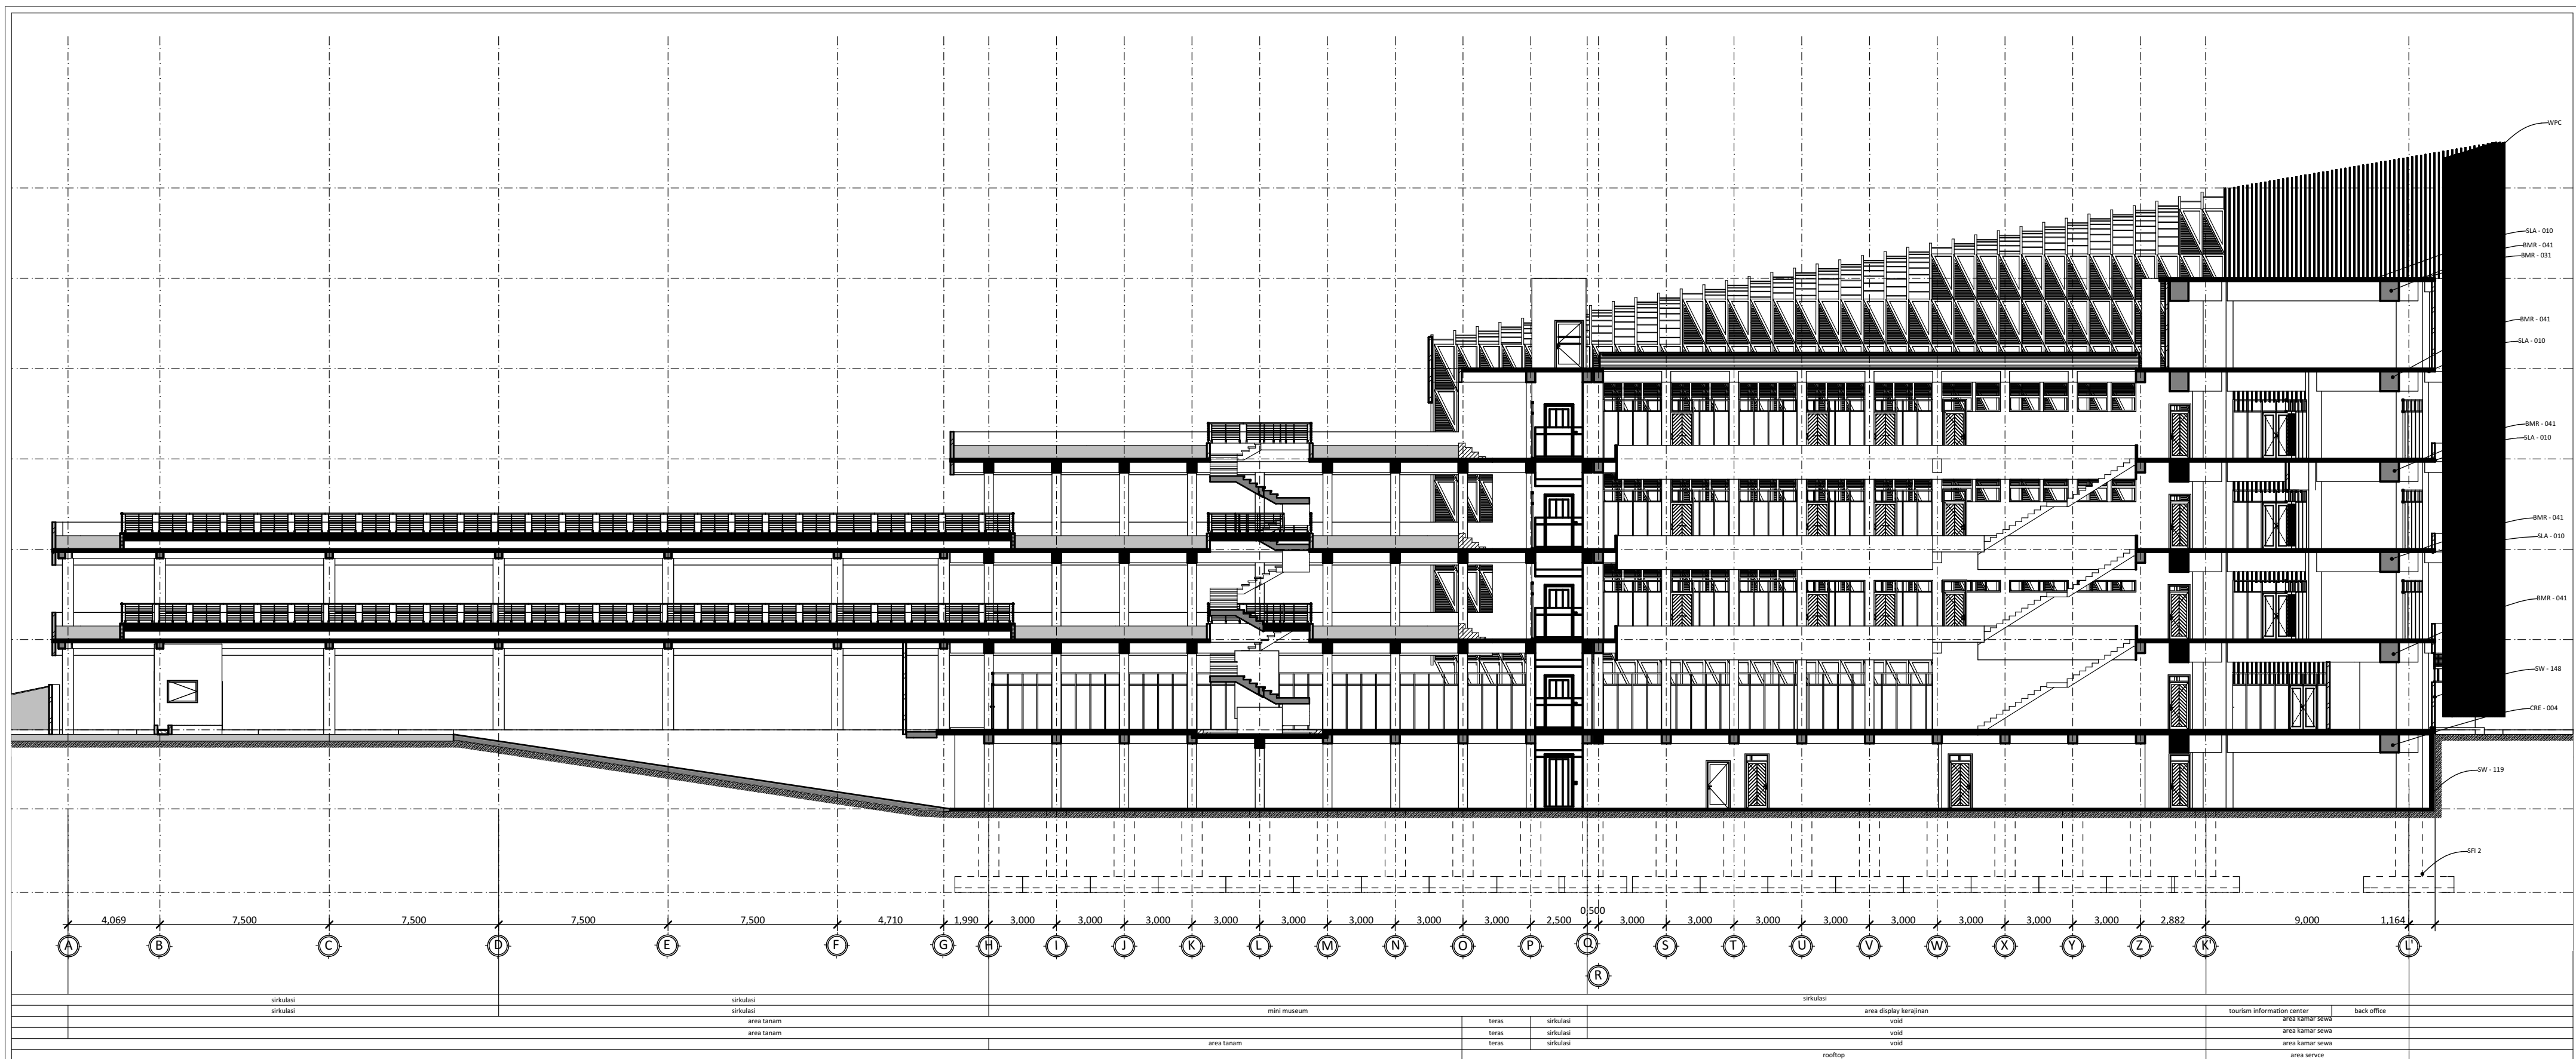 WPC
SLA - 010
BMR - 041
BMR - 031
BMR - 041
SLA - 010
BMR - 041
SLA - 010
BMR - 041
SLA - 010
BMR - 041
SW - 148
CRE - 004
SW - 119
SFI 2
4,069 7,500 7,500 7,500 7,500 4,710 1,990 3,000 3,000 3,000 3,000 3,000 3,000 3,000 3,000 2,500 0,500 3,000 3,000 3,000 3,000 3,000 3,000 3,000 3,000 2,882 9,000 1,164
A B C D E F G H I J K L M N O P Q S T U V W X Y Z K' L'
R
sirkulasi sirkulasi sirkulasi
sirkulasi sirkulasi mini museum area display kerajinan tourism information center back office
area tanam teras sirkulasi void area kamar sewa
area tanam teras sirkulasi void area kamar sewa
area tanam teras sirkulasi void area kamar sewa
rooftop area servce